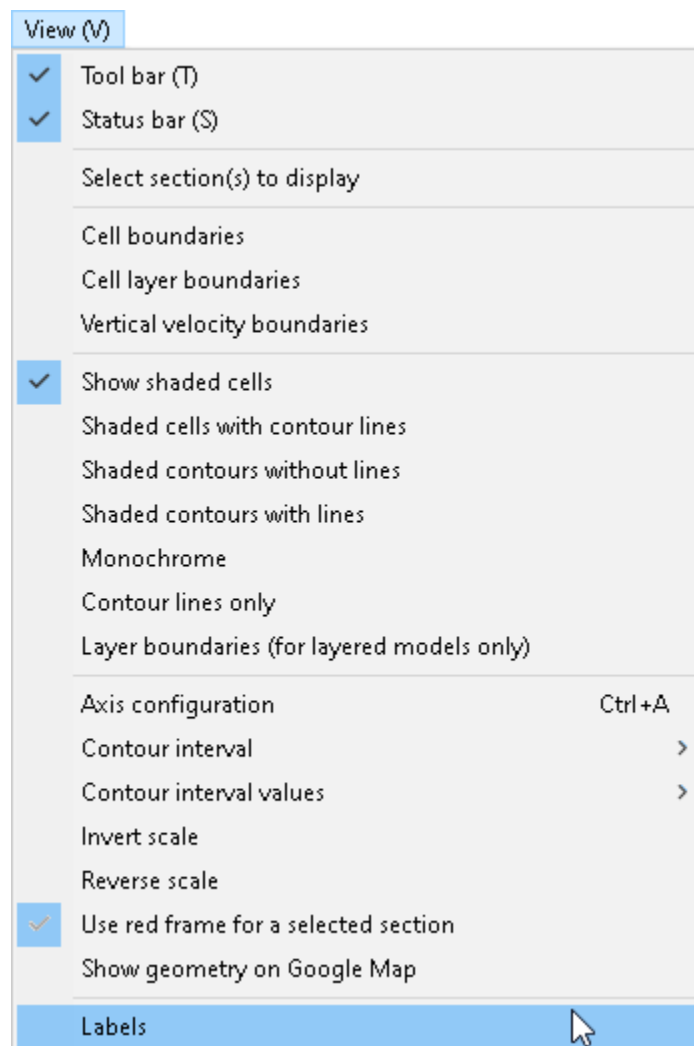 View (V)
Tool bar (T)
Status bar (S)
Select section(s) to display
Cell boundaries
Cell layer boundaries
Vertical velocity boundaries
Show shaded cells
Shaded cells with contour lines
Shaded contours without lines
Shaded contours with lines
Monochrome
Contour lines only
Layer boundaries (for layered models only)
Axis configuration Ctrl+A
Contour interval
Contour interval values
Invert scale
Reverse scale
Use red frame for a selected section
Show geometry on Google Map
Labels